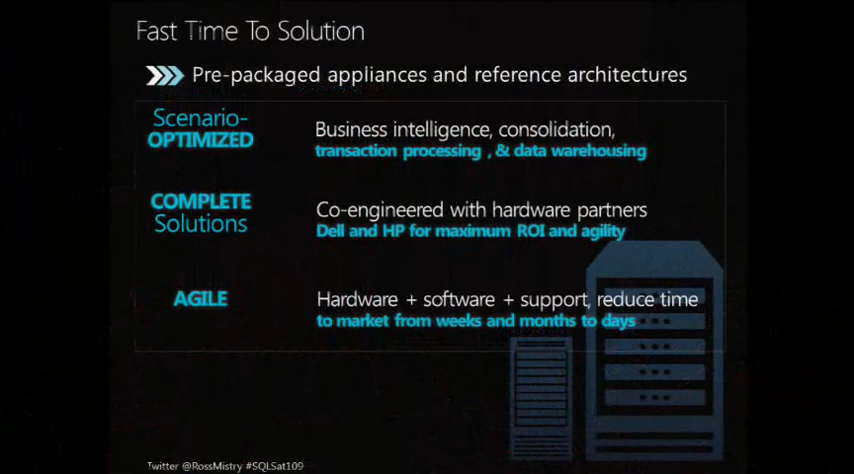 Fast Time To Solution
Pre-packaged appliances and reference architectures
Scenario-
OPTIMIZED
Business intelligence, consolidation,
transaction processing , & data warehousing
COMPLETE
Solutions
Co-engineered with hardware partners
Dell and HP for maximum ROI and agility
AGILE
Hardware + software + support, reduce time
to market from weeks and months to days
Twitter @RossMistry #SQLSat109